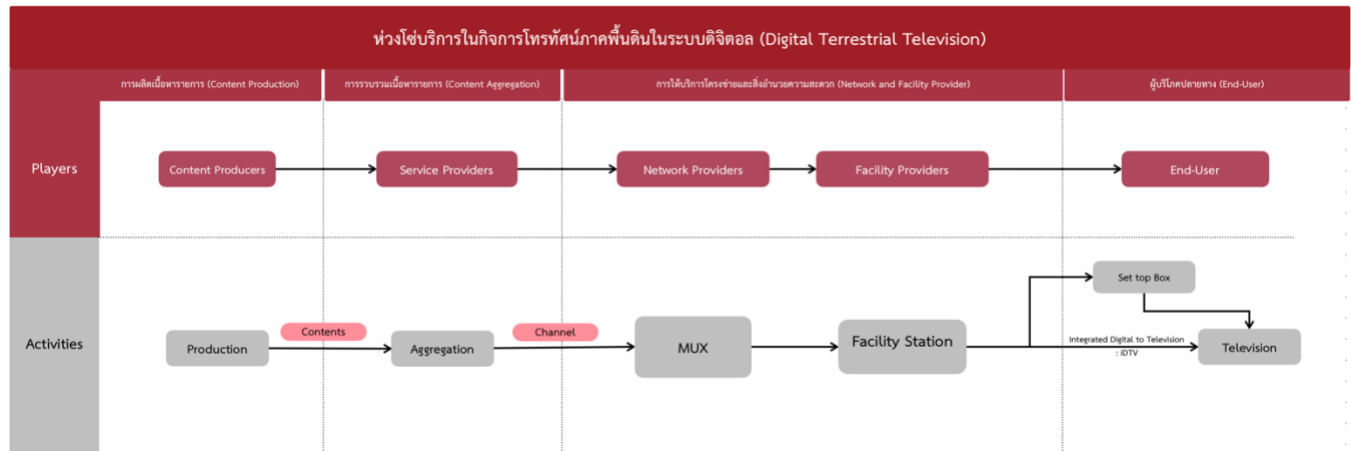 ห่วงโซ่บริการในกิจการโทรทัศน์ภาคพื้นดินในระบบดิจิตอล (Digital Terrestrial Television)
การผลิตเนื้อหารายการ (Content Production)
การรวบรวมเนื้อหารายการ (Content Aggregation)
การให้บริการโครงข่ายและสิ่งอำนวยความสะดวก (Network and Facility Provider)
ผู้บริโภคปลายทาง (End-User)
Players
Content Producers
Service Providers
Network Providers
Facility Providers
End-User
Activities
Production
Contents
Aggregation
Channel
MUX
Facility Station
Set top Box
Integrated Digital to Television
: iDTV
Television